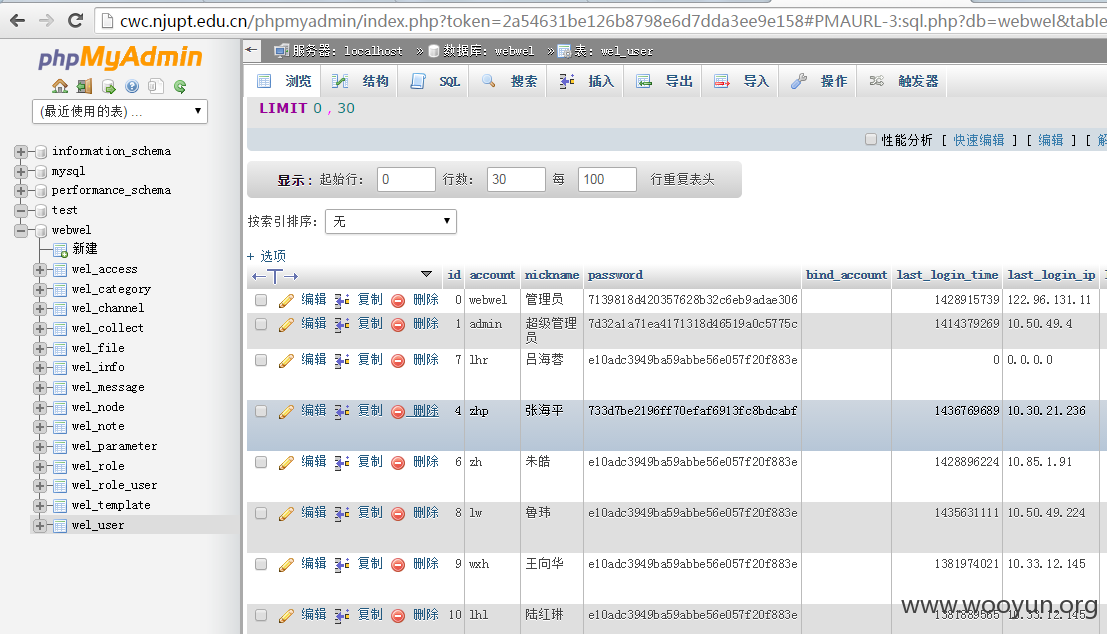 cwc.njupt.edu.cn/phpmyadmin/index.php?token=2a54631be126b8798e6d7dda3ee9e158#PMAURL-3:sql.php?db=webwel&table
phpMyAdmin
(最近使用的表) ...
information_schema
mysql
performance_schema
test
webwel
新建
wel_access
wel_category
wel_channel
wel_collect
wel_file
wel_info
wel_message
wel_node
wel_note
wel_parameter
wel_role
wel_role_user
wel_template
wel_user
服务器: localhost » 数据库: webwel » 表: wel_user
浏览 结构 SQL 搜索 插入 导出 导入 操作 触发器
LIMIT 0 , 30
性能分析 [ 快速编辑 ] [ 编辑 ] [
显示: 起始行: 0 行数: 30 每 100 行重复表头
按索引排序: 无
+ 选项
←T→ id account nickname password bind_account last_login_time last_login_ip
编辑 复制 删除 0 webwel 管理员 7139818d420357628b32c6eb9adae306 1428915739 122.96.131.11
编辑 复制 删除 1 admin 超级管理员 7d32a1a71ea4171318d46519a0c5775c 1414379269 10.50.49.4
编辑 复制 删除 7 lhr 吕海蓉 e10adc3949ba59abbe56e057f20f883e 0 0.0.0.0
编辑 复制 删除 4 zhp 张海平 733d7be2196ff70efaf6913fc8bdcabf 1436769689 10.30.21.236
编辑 复制 删除 6 zh 朱皓 e10adc3949ba59abbe56e057f20f883e 1428896224 10.85.1.91
编辑 复制 删除 8 lw 鲁玮 e10adc3949ba59abbe56e057f20f883e 1435631111 10.50.49.224
编辑 复制 删除 9 wxh 王向华 e10adc3949ba59abbe56e057f20f883e 1381974021 10.33.12.145
编辑 复制 删除 10 lhl 陆红琳 e10adc3949ba59abbe56e057f20f883e 1381889565 10.33.12.145
www.wooyun.org